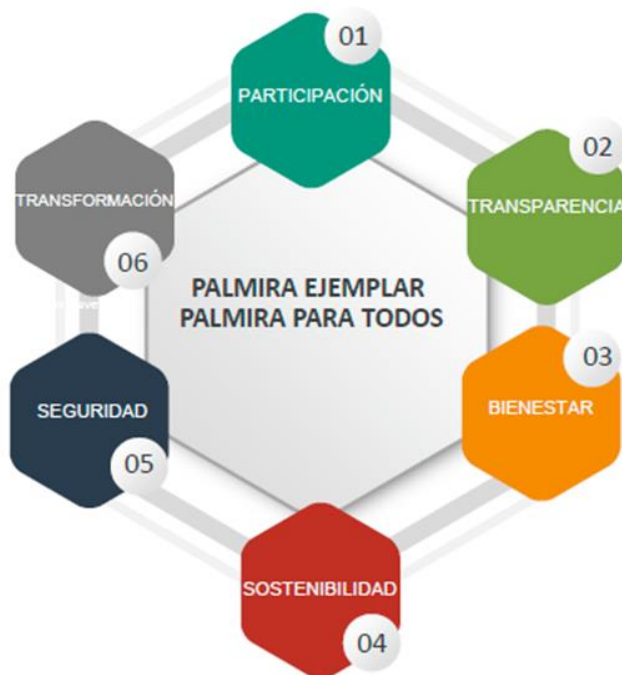 01
PARTICIPACIÓN
02
TRANSPARENCIA
03
BIENESTAR
04
SOSTENIBILIDAD
05
SEGURIDAD
06
TRANSFORMACIÓN
PALMIRA EJEMPLAR
PALMIRA PARA TODOS